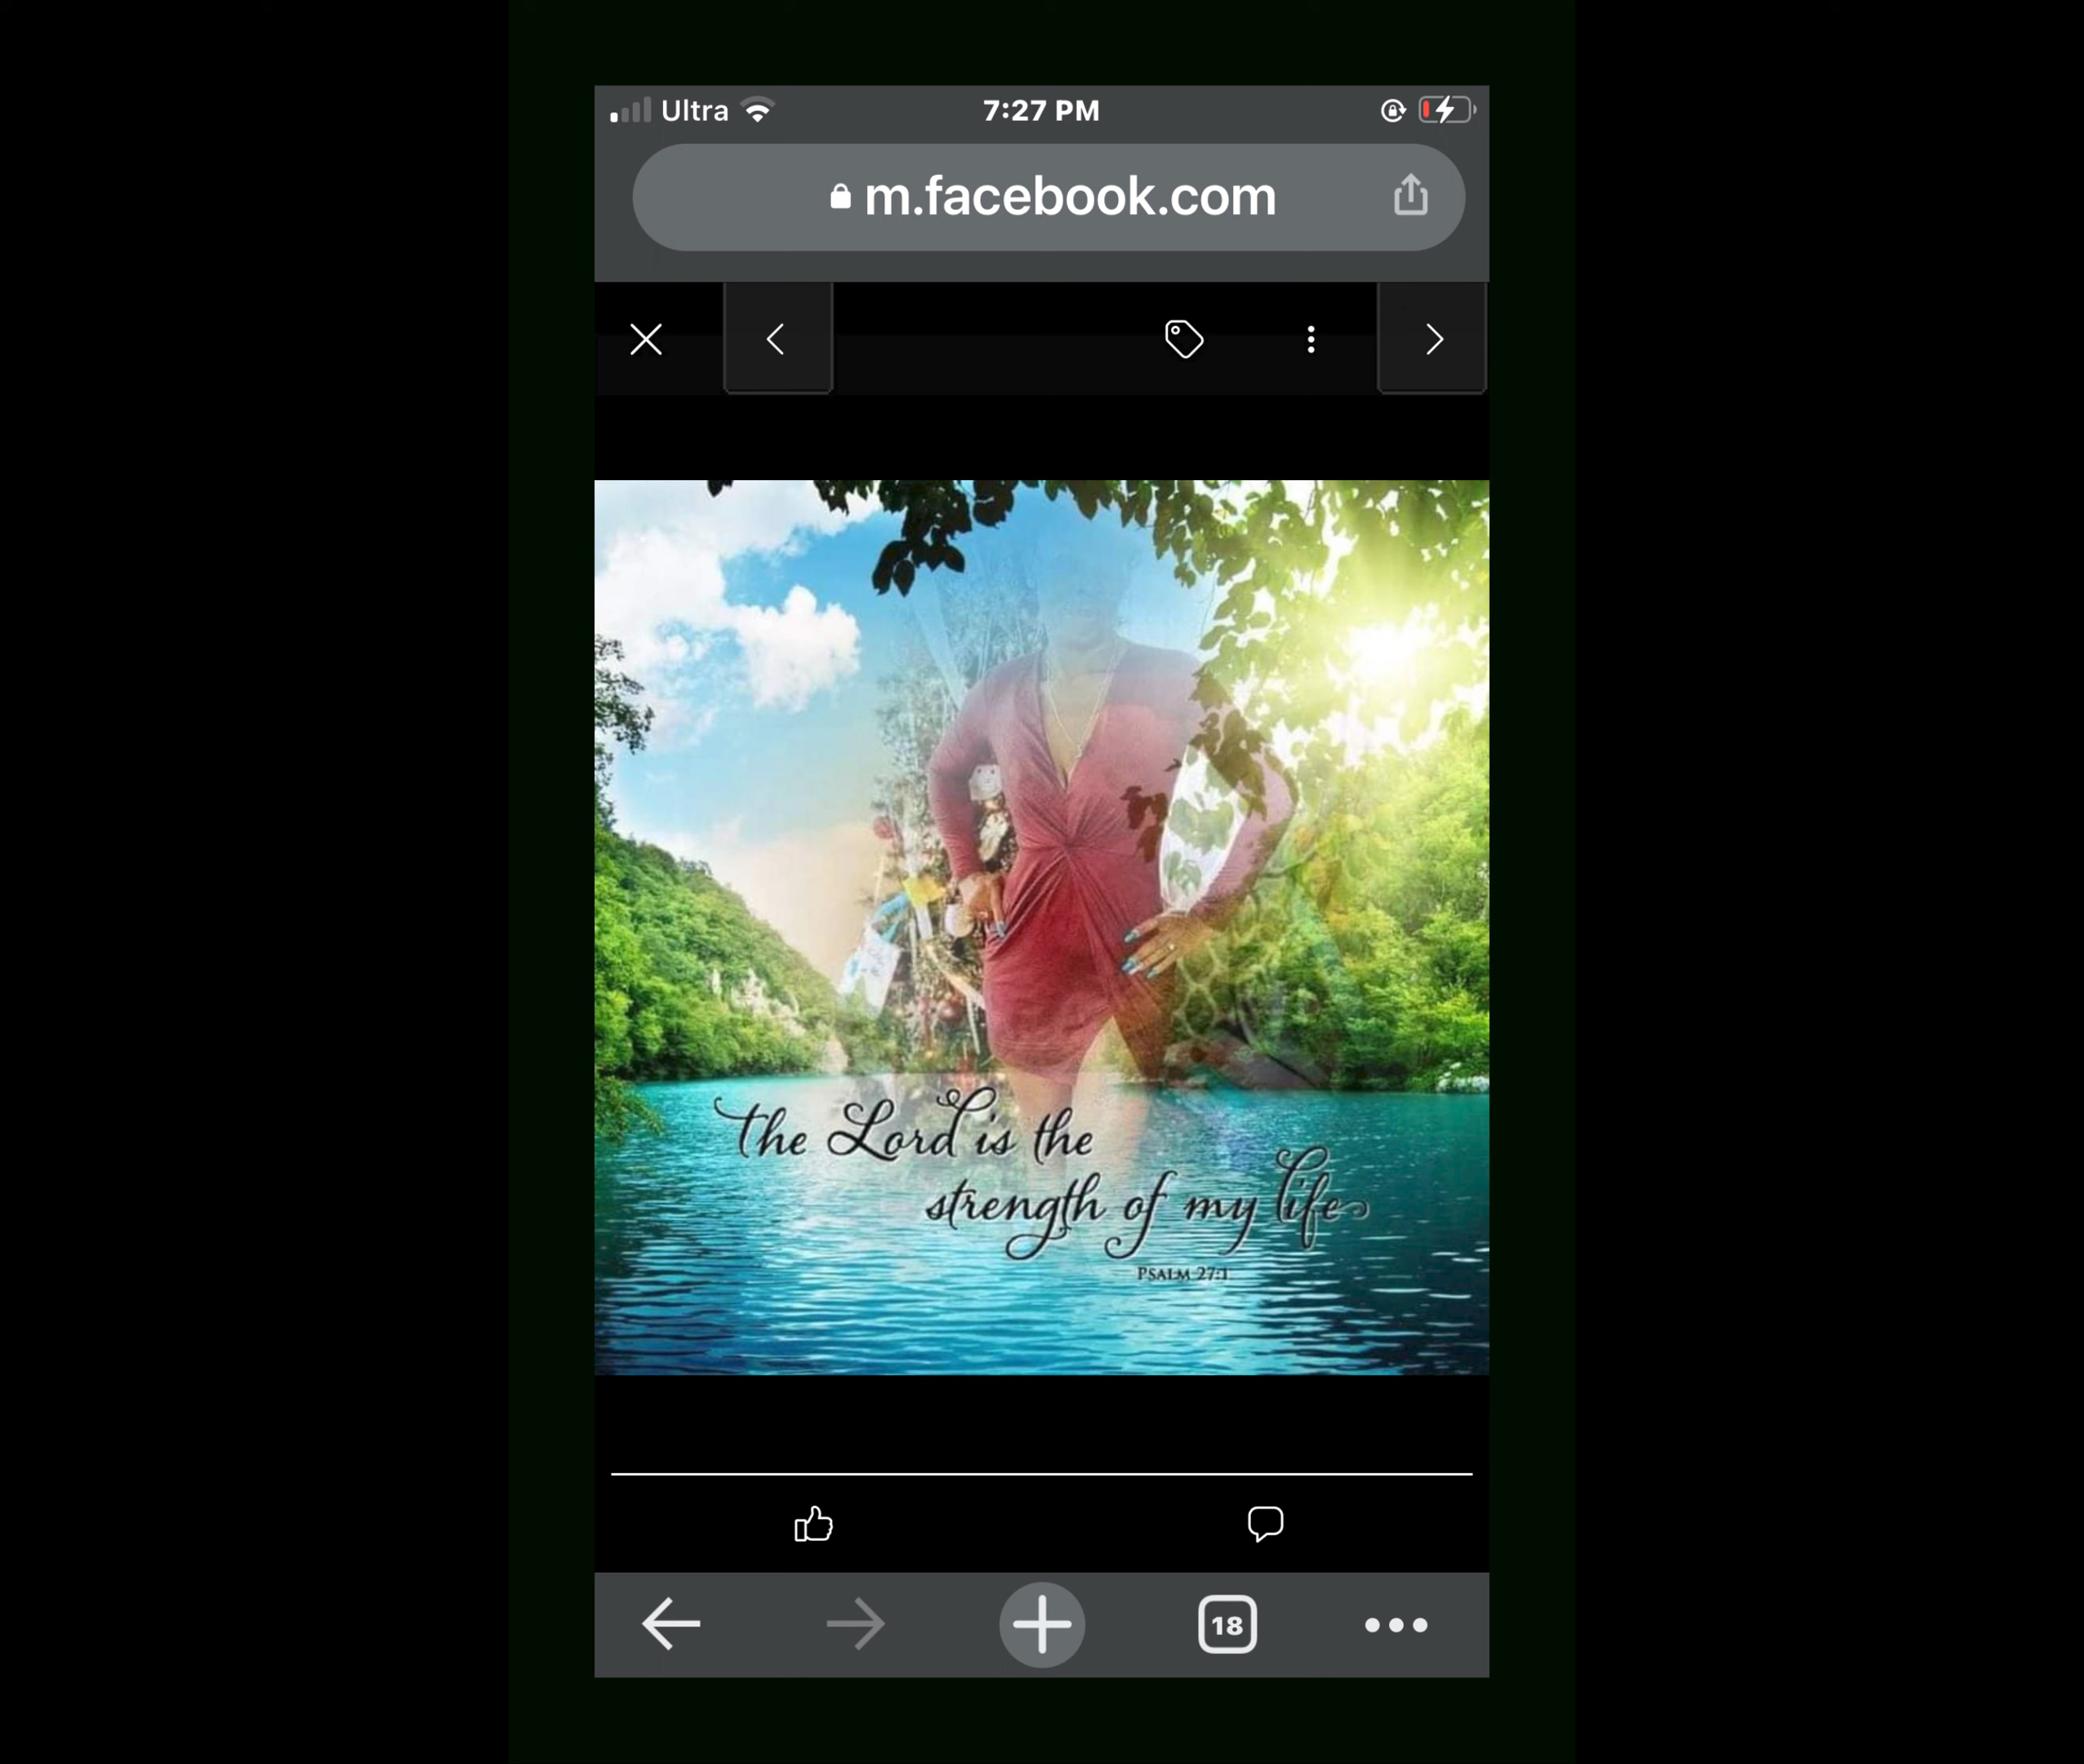 Ultra 7:27 PM
m.facebook.com
The Lord is the
strength of my life
PSALM 27:1
18